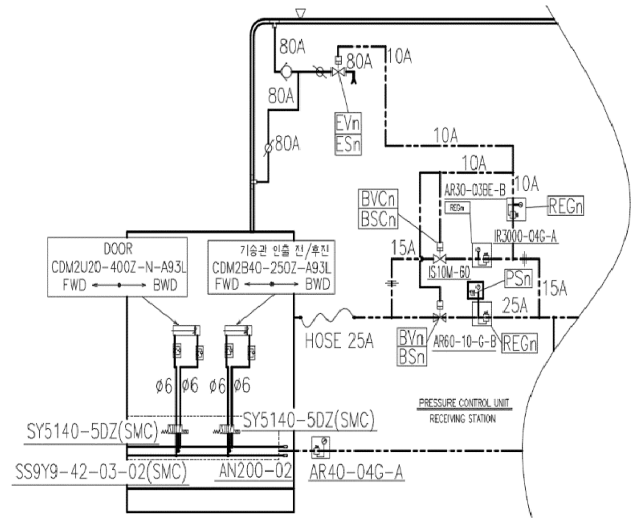 80A
80A
10A
80A
80A
EVn
ESn
80A
10A
10A
AR30-03BE-B
10A
BVCn
BSCn
REGn
REGn
IR3000-04G-A
15A
IS10M-60
PSn
15A
25A
DOOR
CDM2U20-400Z-N-A93L
FWD BWD
기송관 인출 전/후진
CDM2B40-250Z-A93L
FWD BWD
HOSE 25A
BVn
BSn
AR60-10-G-B
REGn
Ø6 Ø6 Ø6 Ø6
PRESSURE CONTROL UNIT
RECEIVING STATION
SY5140-5DZ(SMC)
SY5140-5DZ(SMC)
SS9Y9-42-03-02(SMC)
AN200-02
AR40-04G-A